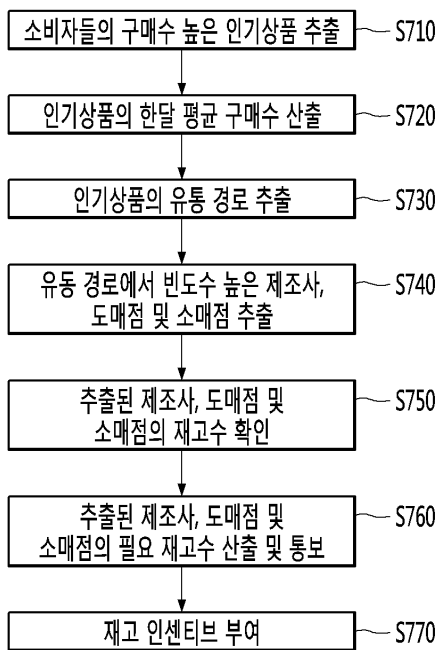 소비자들의 구매수 높은 인기상품 추출 S710
인기상품의 한달 평균 구매수 산출 S720
인기상품의 유통 경로 추출 S730
유동 경로에서 빈도수 높은 제조사, S740
도매점 및 소매점 추출
추출된 제조사, 도매점 및 S750
소매점의 재고수 확인
추출된 제조사, 도매점 및 S760
소매점의 필요 재고수 산출 및 통보
재고 인센티브 부여 S770